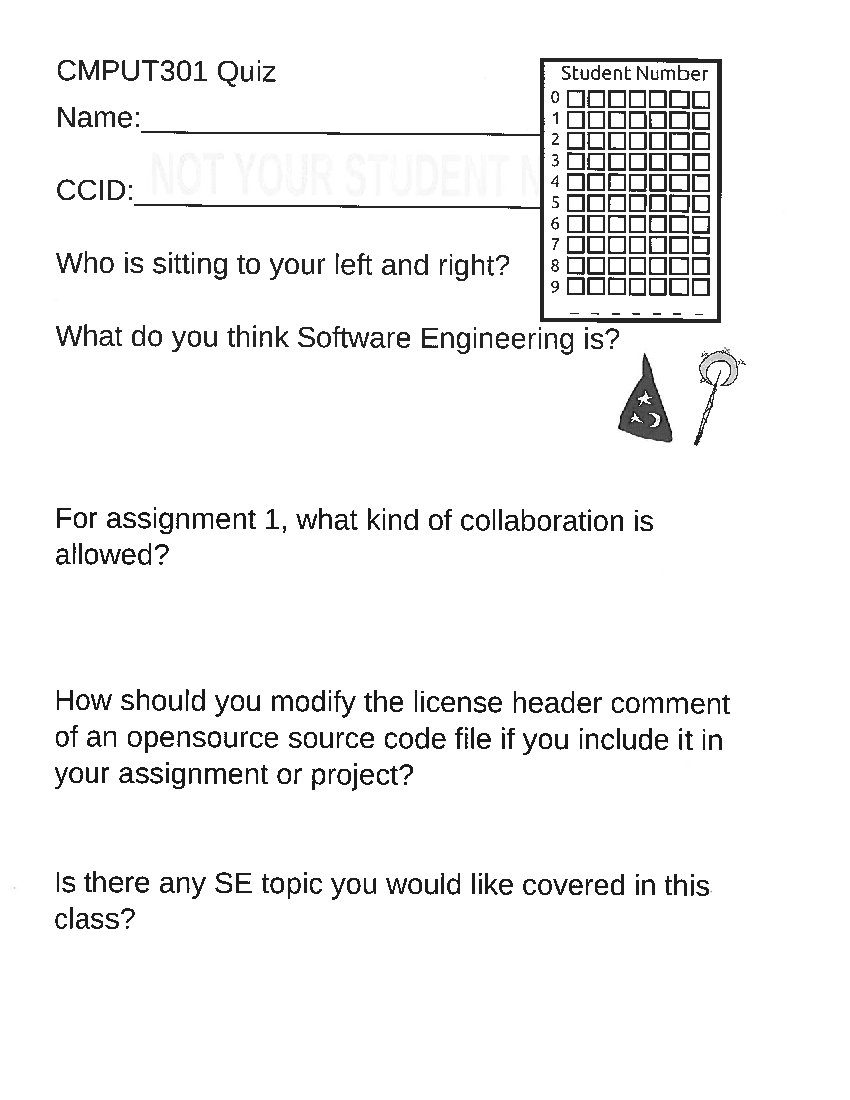 CMPUT301 Quiz
Student Number
0
1
2
3
4
5
6
7
8
9
Name:
CCID:
NOT YOUR STUDENT N
Who is sitting to your left and right?
What do you think Software Engineering is?
For assignment 1, what kind of collaboration is
allowed?
How should you modify the license header comment
of an opensource source code file if you include it in
your assignment or project?
Is there any SE topic you would like covered in this
class?